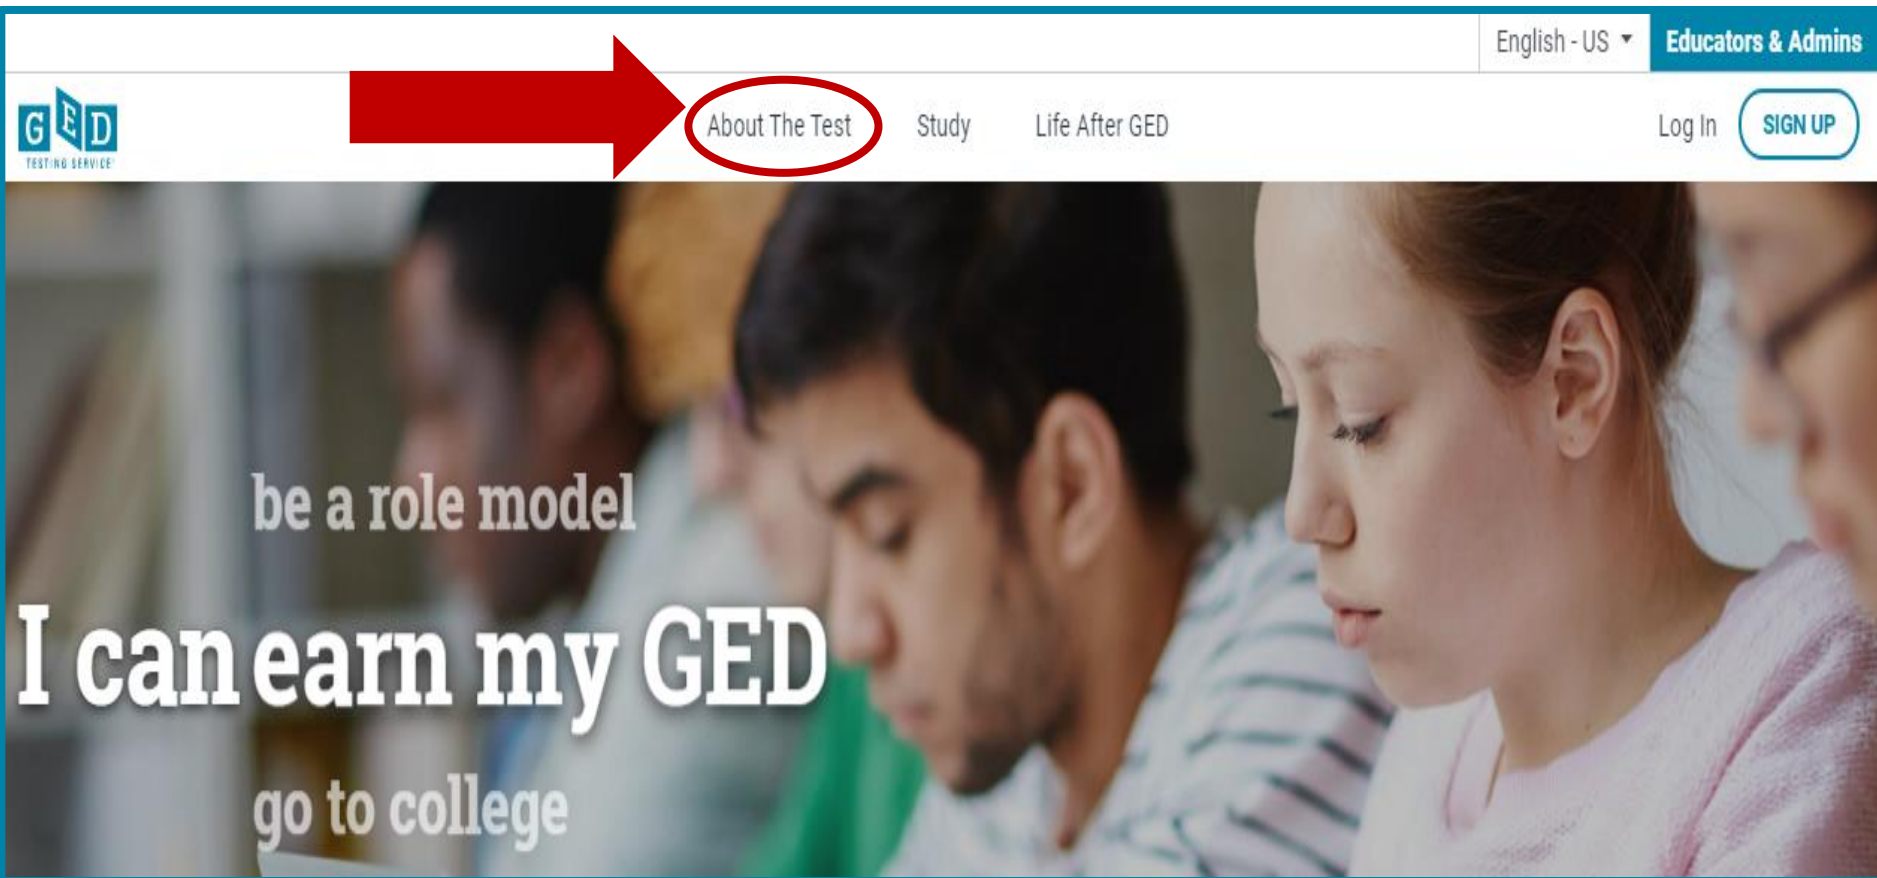 English - US
Educators & Admins
GED
TESTING SERVICE
About The Test
Study
Life After GED
Log In
SIGN UP
be a role model
I can earn my GED
go to college